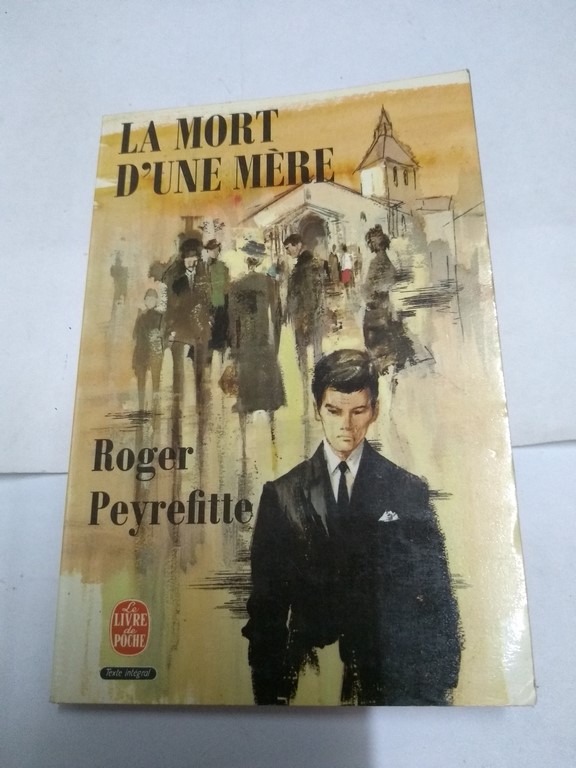 LA MORT
D'UNE MÈRE
Roger
Peyrefitte
Le
LIVRE
de
POCHE
Texte intégral